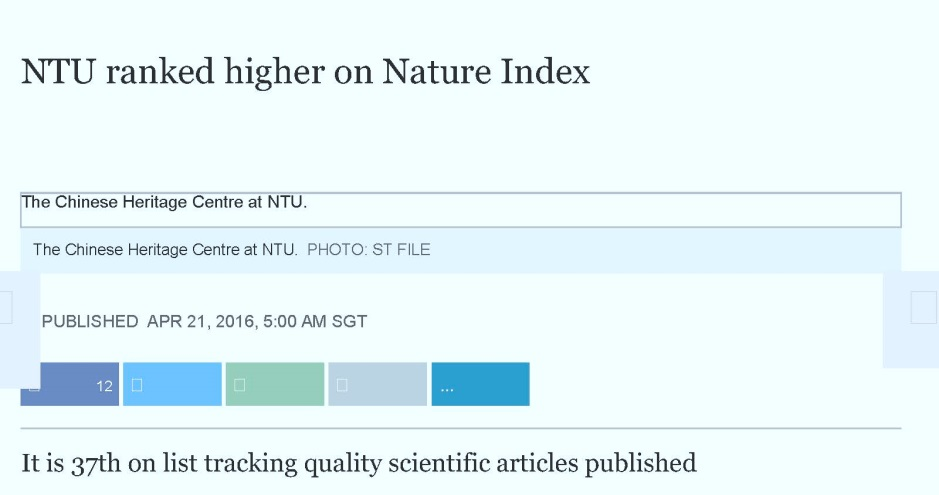 NTU ranked higher on Nature Index
The Chinese Heritage Centre at NTU.
The Chinese Heritage Centre at NTU. PHOTO: ST FILE
PUBLISHED APR 21, 2016, 5:00 AM SGT
12
...
It is 37th on list tracking quality scientific articles published